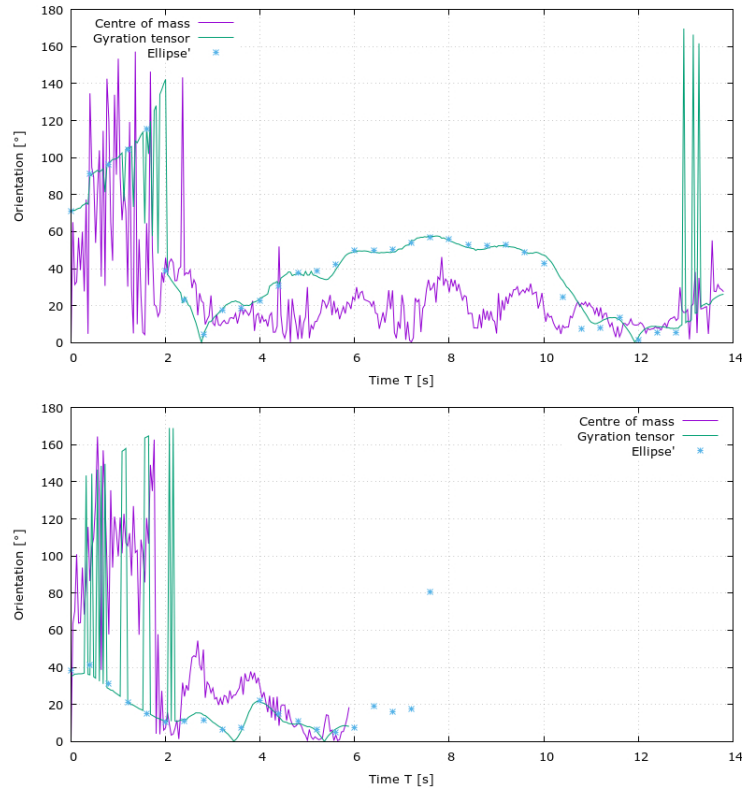 180
160
140
120
100
80
60
40
20
0
Orientation [°]
Centre of mass
Gyration tensor
Ellipse'
0 2 4 6 8 10 12 14
Time T [s]
180
160
140
120
100
80
60
40
20
0
Orientation [°]
Centre of mass
Gyration tensor
Ellipse'
0 2 4 6 8 10 12 14
Time T [s]